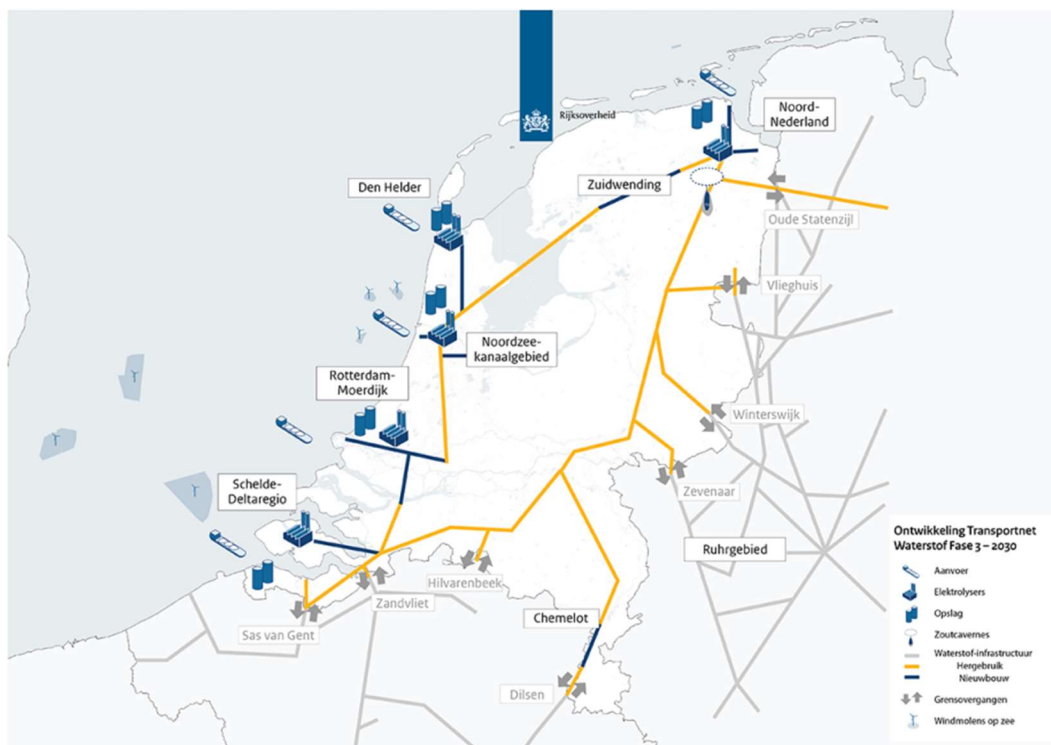 Rijksoverheid
Noord-
Nederland
Den Helder
Zuidwending
Oude Statenzijl
Vlieghuis
Noordzee-
kanaalgebied
Rotterdam-
Moerdijk
Winterswijk
Schelde-
Deltaregio
Zevenaar
Ruhrgebied
Hilvarenbeek
Zandvliet
Sas van Gent
Chemelot
Dilsen
Ontwikkeling Transportnet
Waterstof Fase 3 – 2030
Aanvoer
Elektrolysers
Opslag
Zoutcavernes
Waterstof-infrastructuur
Hergebruik
Nieuwbouw
Grensovergangen
Windmolens op zee